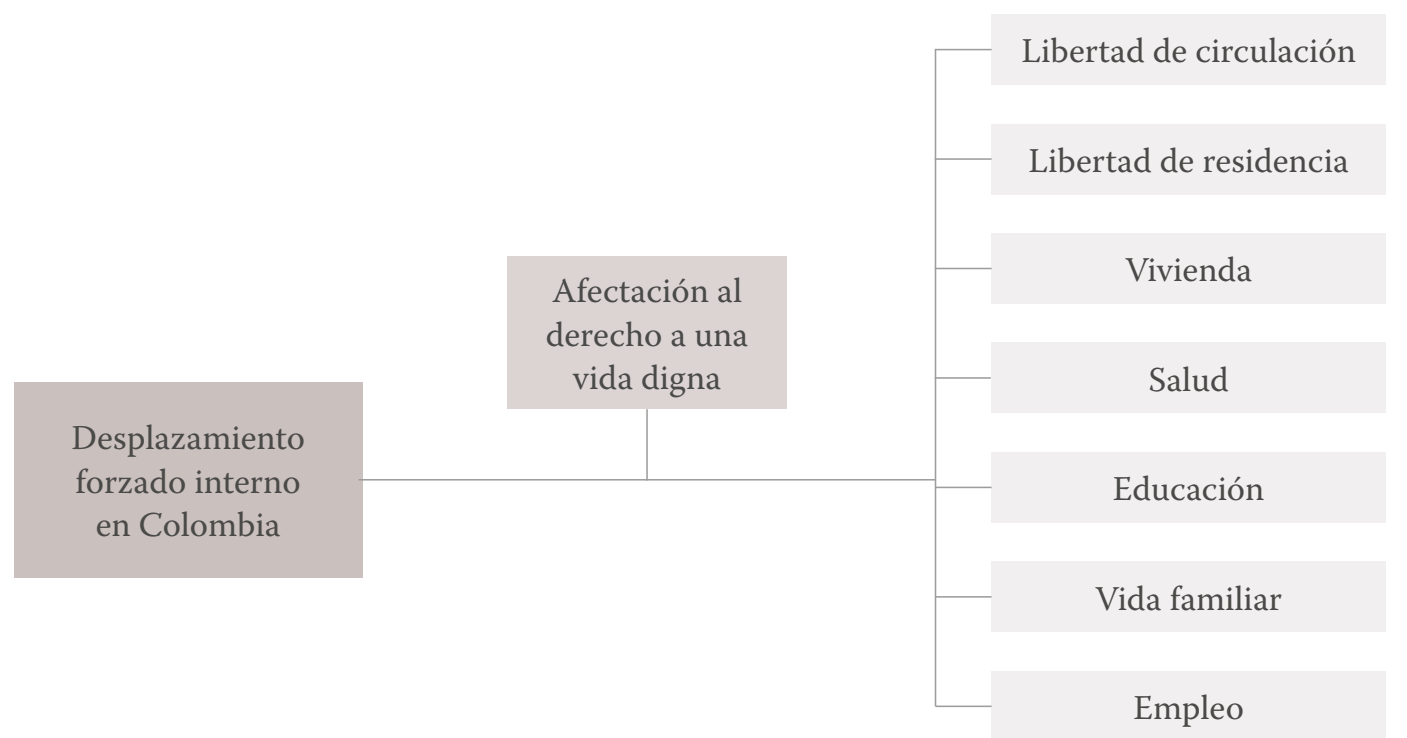 Desplazamiento
forzado interno
en Colombia
Afectación al
derecho a una
vida digna
Libertad de circulación
Libertad de residencia
Vivienda
Salud
Educación
Vida familiar
Empleo